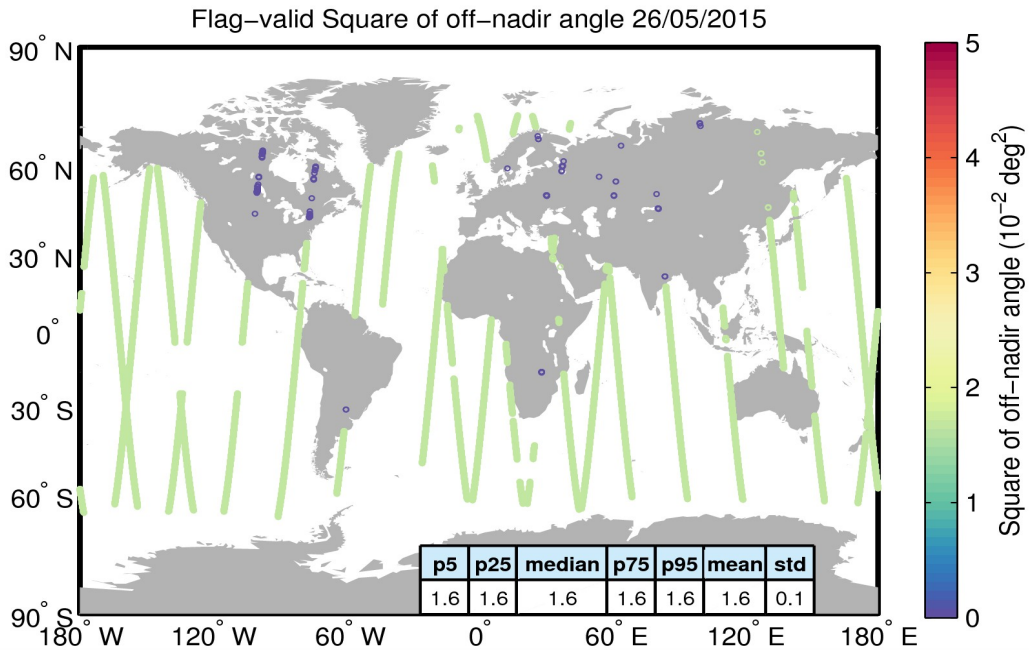 Flag−valid Square of off−nadir angle 26/05/2015
90° N
60° N
30° N
0°
30° S
60° S
90° S
180° W
120° W
60° W
0°
60° E
120° E
180° E
p5 p25 median p75 p95 mean std
1.6 1.6 1.6 1.6 1.6 1.6 0.1
5
4
3
2
1
0
Square of off−nadir angle (10⁻² deg²)